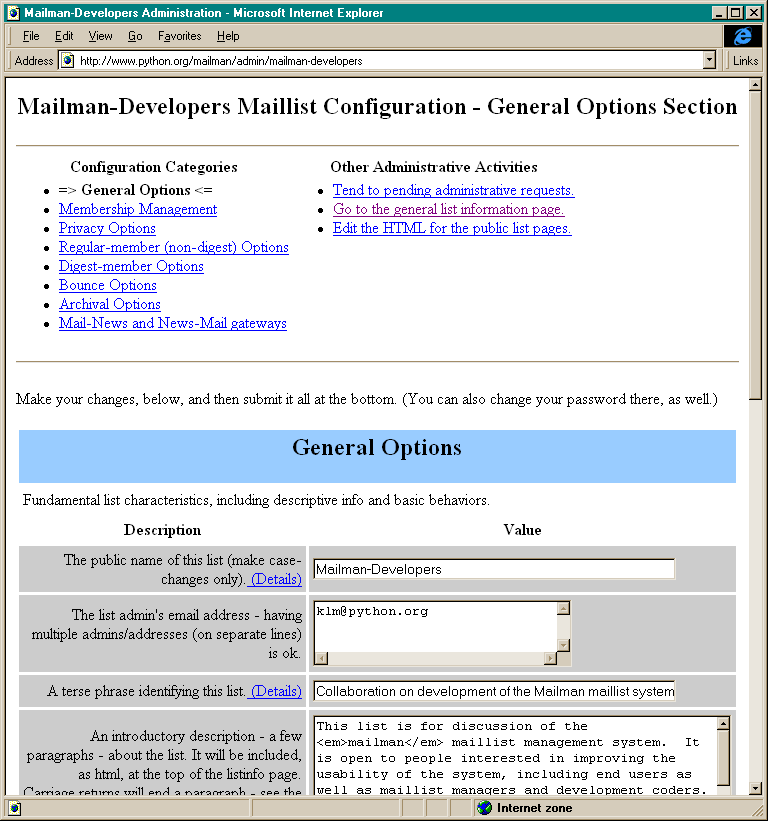 Mailman-Developers Administration - Microsoft Internet Explorer
File Edit View Go Favorites Help
Address http://www.python.org/mailman/admin/mailman-developers Links
Mailman-Developers Maillist Configuration - General Options Section
Configuration Categories
=> General Options <=
Membership Management
Privacy Options
Regular-member (non-digest) Options
Digest-member Options
Bounce Options
Archival Options
Mail-News and News-Mail gateways
Other Administrative Activities
Tend to pending administrative requests.
Go to the general list information page.
Edit the HTML for the public list pages.
Make your changes, below, and then submit it all at the bottom. (You can also change your password there, as well.)
General Options
Fundamental list characteristics, including descriptive info and basic behaviors.
Description Value
The public name of this list (make case-
changes only). (Details)
Mailman-Developers
The list admin's email address - having
multiple admins/addresses (on separate lines)
is ok.
klm@python.org
A terse phrase identifying this list. (Details)
Collaboration on development of the Mailman maillist system
An introductory description - a few
paragraphs - about the list. It will be included,
as html, at the top of the listinfo page.
Carriage returns will end a paragraph - see the
This list is for discussion of the
<em>mailman</em> maillist management system. It
is open to people interested in improving the
usability of the system, including end users as
well as maillist managers and development coders.
Internet zone